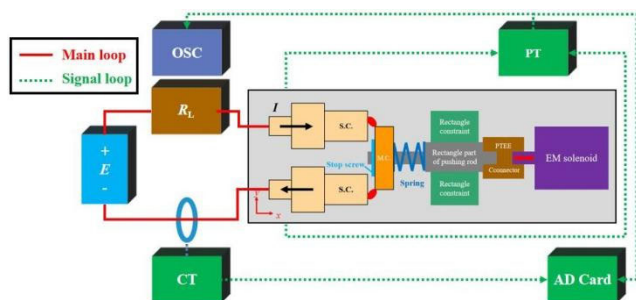 Main loop
Signal loop
OSC
PT
R_L
I
S.C.
Rectangle
constraint
+
E
-
Stop screw
M.C.
Spring
Rectangle part
of pushing rod
PTEE
Connector
EM solenoid
S.C.
Rectangle
constraint
y
x
CT
AD Card